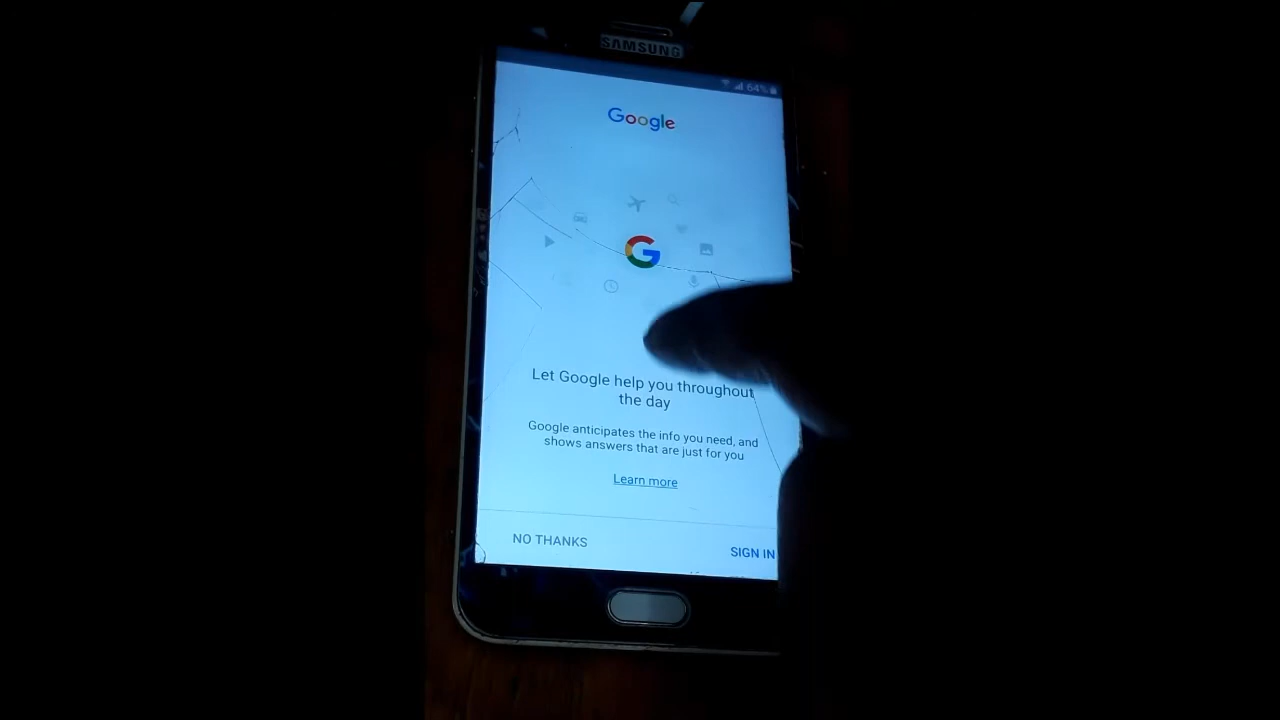 SAMSUNG
64%
Google
G
Let Google help you throughout
the day
Google anticipates the info you need, and
shows answers that are just for you
Learn more
NO THANKS
SIGN IN